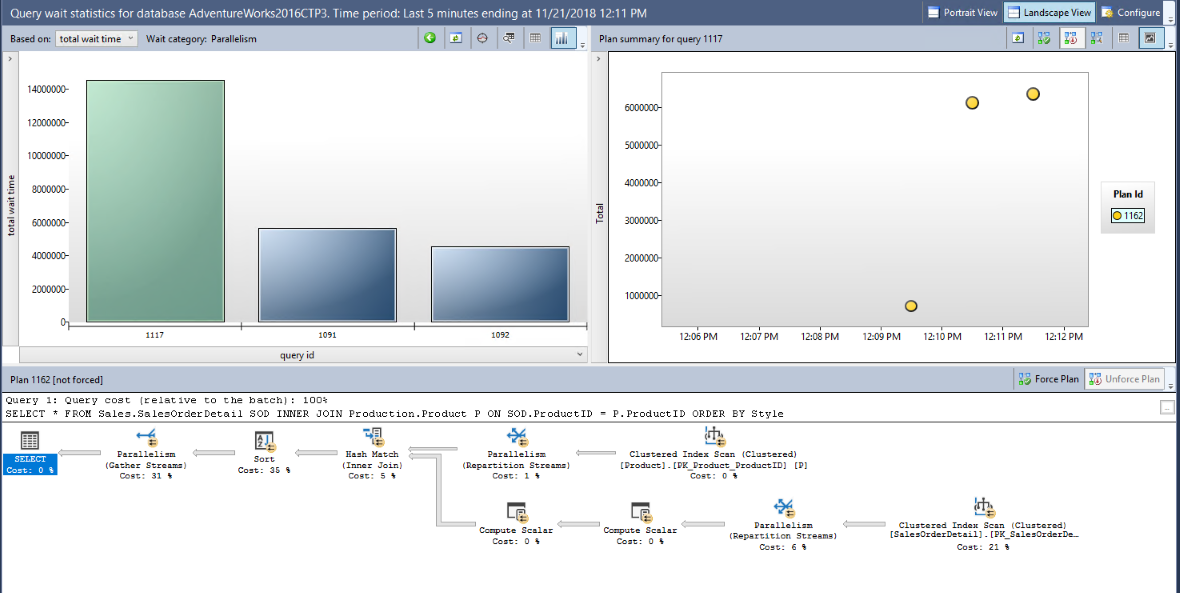 Query wait statistics for database AdventureWorks2016CTP3. Time period: Last 5 minutes ending at 11/21/2018 12:11 PM
Portrait View
Landscape View
Configure
Based on: total wait time
Wait category: Parallelism
Plan summary for query 1117
total wait time
14000000
12000000
10000000
8000000
6000000
4000000
2000000
0
1117
1091
1092
query id
Total
6000000
5000000
4000000
3000000
2000000
1000000
12:06 PM
12:07 PM
12:08 PM
12:09 PM
12:10 PM
12:11 PM
12:12 PM
Plan Id
1162
Plan 1162 [not forced]
Force Plan
Unforce Plan
Query 1: Query cost (relative to the batch): 100%
SELECT * FROM Sales.SalesOrderDetail SOD INNER JOIN Production.Product P ON SOD.ProductID = P.ProductID ORDER BY Style
...
SELECT
Cost: 0 %
Parallelism
(Gather Streams)
Cost: 31 %
Sort
Cost: 35 %
Hash Match
(Inner Join)
Cost: 5 %
Parallelism
(Repartition Streams)
Cost: 1 %
Clustered Index Scan (Clustered)
[Product].[PK_Product_ProductID] [P]
Cost: 0 %
Compute Scalar
Cost: 0 %
Compute Scalar
Cost: 0 %
Parallelism
(Repartition Streams)
Cost: 6 %
Clustered Index Scan (Clustered)
[SalesOrderDetail].[PK_SalesOrderDe…
Cost: 21 %